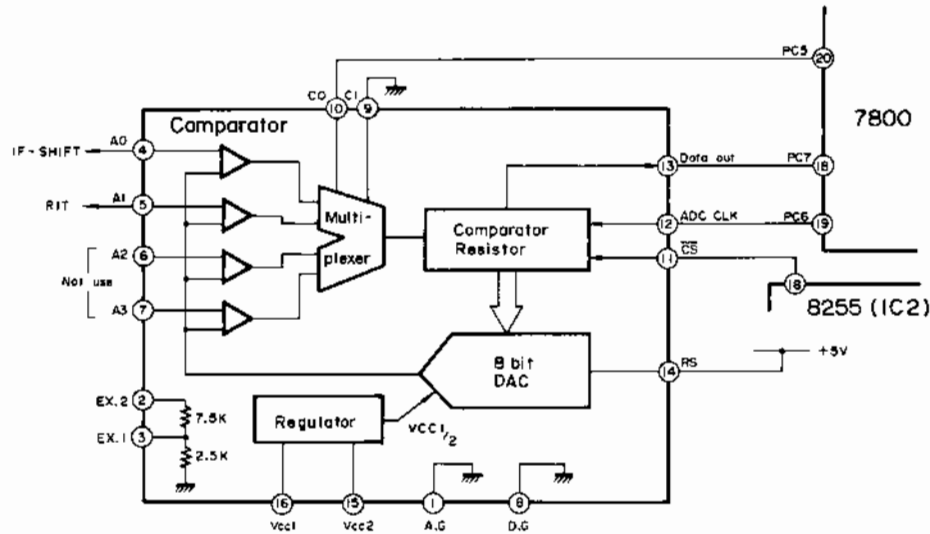 PC5
20
7800
C0 C1
10 9
Comparator
IF-SHIFT A0 4
13 Data out PC7 18
RIT A1 5
Multi-
plexer
Comparator
Resistor
12 ADC CLK PC6 19
11 CS
A2 6
Not use
A3 7
18
8255 (IC2)
+5V
8 bit
DAC
14 RS
EX.2 2
7.5K
EX.1 3
2.5K
Regulator
VCC1/2
16 15 1 8
Vcc1 Vcc2 A.G D.G